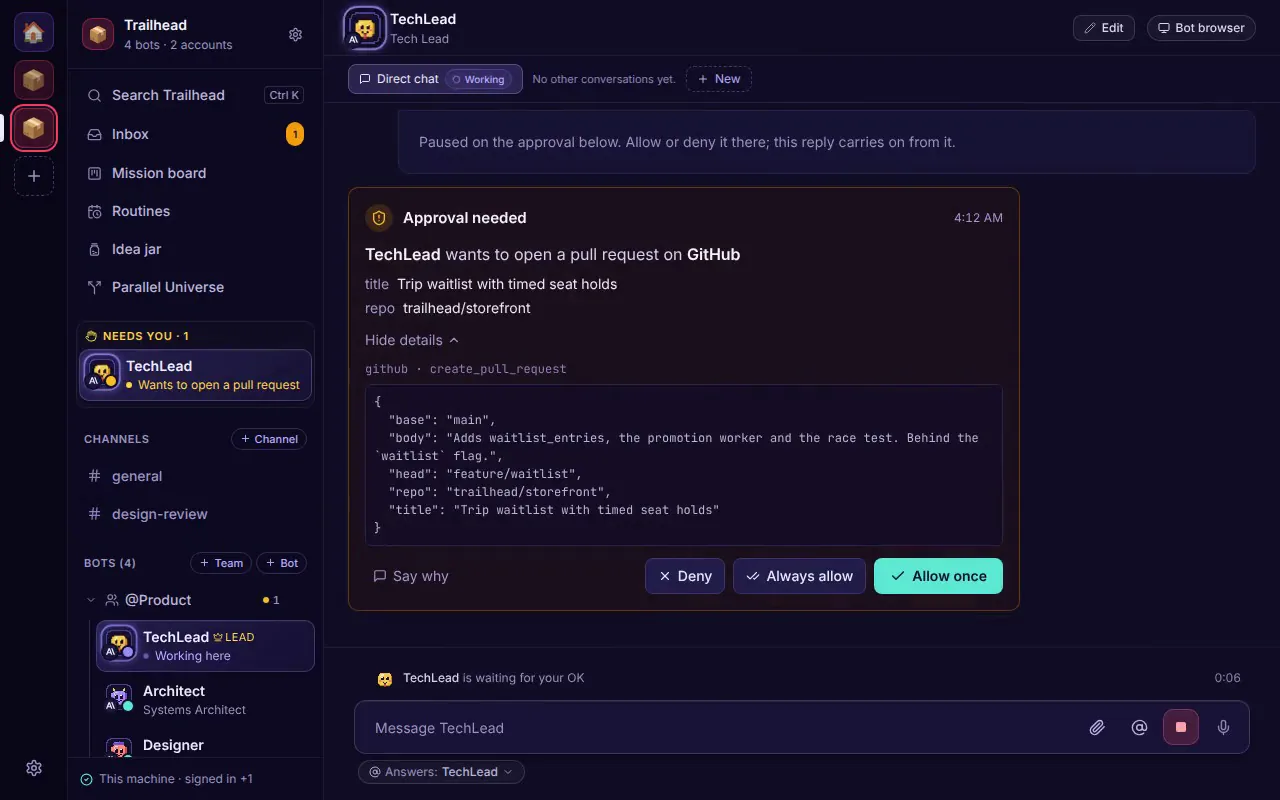 Trailhead
4 bots · 2 accounts
Search Trailhead
Ctrl K
Inbox
1
Mission board
Routines
Idea jar
Parallel Universe
NEEDS YOU · 1
TechLead
Wants to open a pull request
CHANNELS
+ Channel
# general
# design-review
BOTS (4)
+ Team
+ Bot
@Product
1
TechLead LEAD
Working here
Architect
Systems Architect
Designer
This machine · signed in +1
TechLead
Tech Lead
Edit
Bot browser
Direct chat
Working
No other conversations yet.
+ New
Paused on the approval below. Allow or deny it there; this reply carries on from it.
Approval needed
4:12 AM
TechLead wants to open a pull request on GitHub
title Trip waitlist with timed seat holds
repo trailhead/storefront
Hide details
github · create_pull_request
{
"base": "main",
"body": "Adds waitlist_entries, the promotion worker and the race test. Behind the
`waitlist` flag.",
"head": "feature/waitlist",
"repo": "trailhead/storefront",
"title": "Trip waitlist with timed seat holds"
}
Say why
Deny
Always allow
Allow once
TechLead is waiting for your OK
0:06
Message TechLead
Answers: TechLead